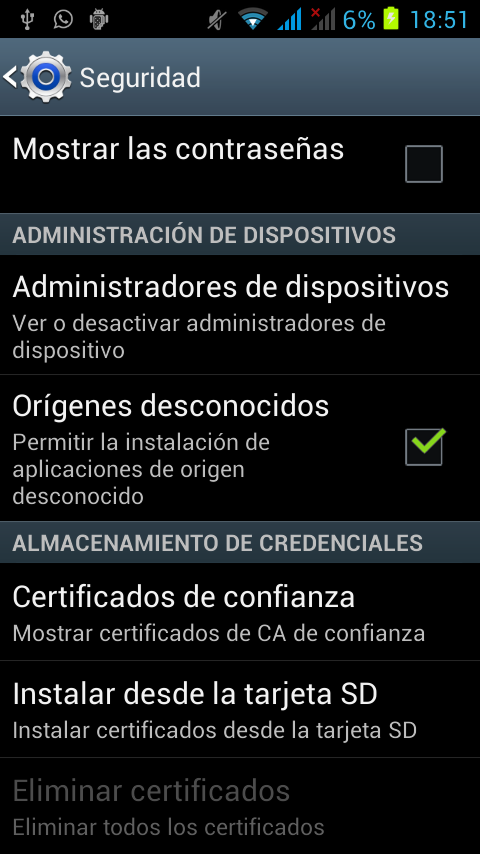 6% 18:51
Seguridad
Mostrar las contraseñas
ADMINISTRACIÓN DE DISPOSITIVOS
Administradores de dispositivos
Ver o desactivar administradores de
dispositivo
Orígenes desconocidos
Permitir la instalación de
aplicaciones de origen
desconocido
ALMACENAMIENTO DE CREDENCIALES
Certificados de confianza
Mostrar certificados de CA de confianza
Instalar desde la tarjeta SD
Instalar certificados desde la tarjeta SD
Eliminar certificados
Eliminar todos los certificados